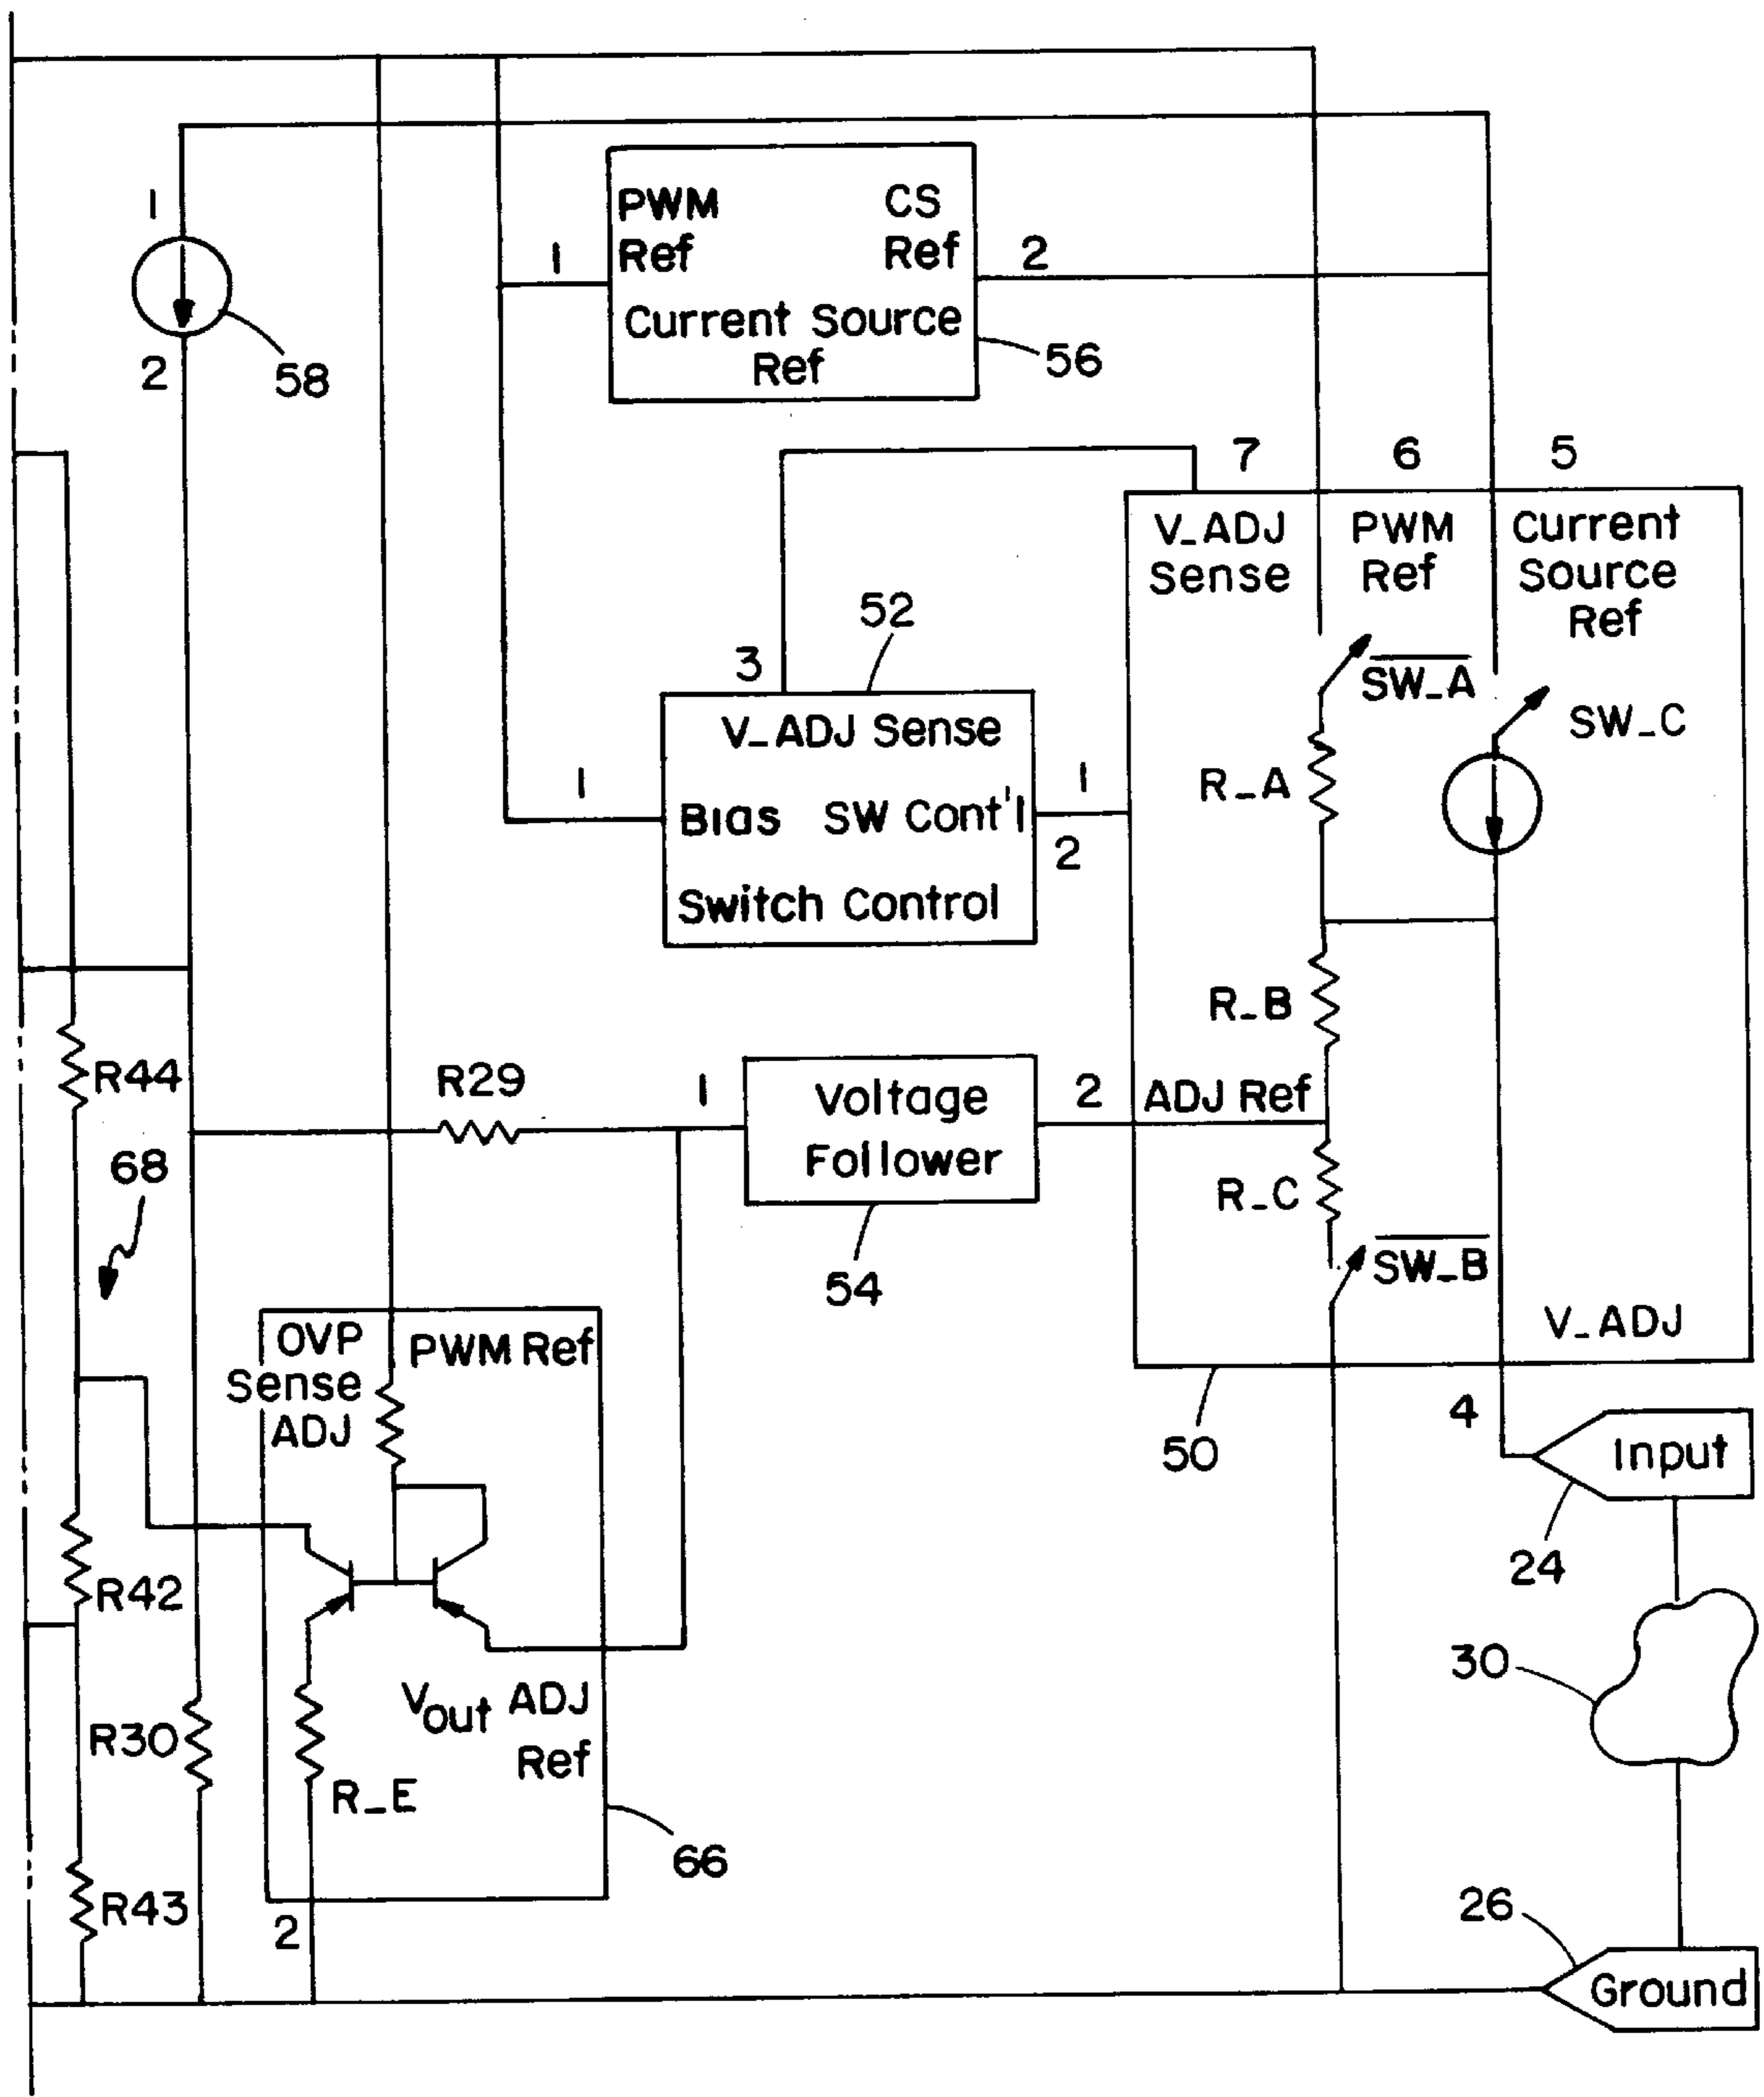 1
PWM
Ref
CS
Ref
1
2
Current Source
Ref
56
2
58
7
6
5
V_ADJ
Sense
PWM
Ref
Current
Source
Ref
52
3
SW_A
SW_C
V_ADJ Sense
R_A
1
1
Bias SW Cont'l
2
Switch Control
R_B
R44
R29
1
Voltage
Follower
2
ADJ Ref
68
R_C
54
SW_B
V_ADJ
OVP
Sense
ADJ
PWM Ref
50
4
Input
24
R42
30
Vout ADJ
Ref
R30
R_E
66
R43
2
26
Ground